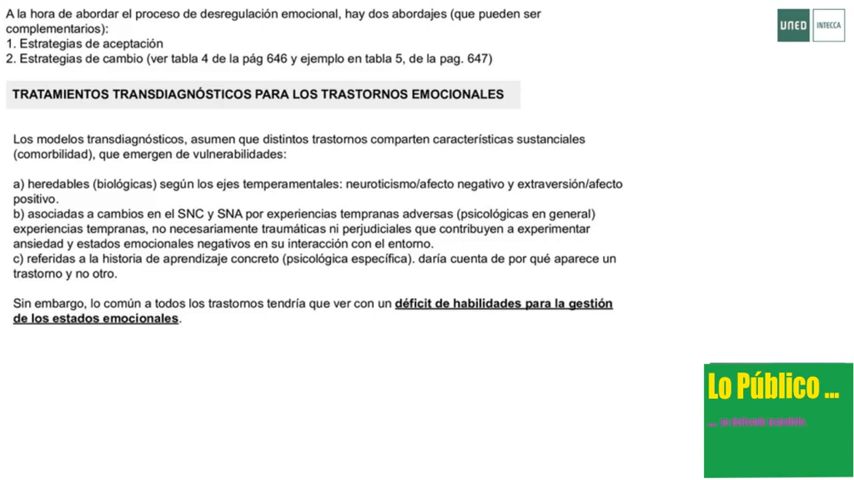 A la hora de abordar el proceso de desregulación emocional, hay dos abordajes (que pueden ser
complementarios):
1. Estrategias de aceptación
2. Estrategias de cambio (ver tabla 4 de la pág 646 y ejemplo en tabla 5, de la pag. 647)
UNED INTECCA
TRATAMIENTOS TRANSDIAGNÓSTICOS PARA LOS TRASTORNOS EMOCIONALES
Los modelos transdiagnósticos, asumen que distintos trastornos comparten características sustanciales
(comorbilidad), que emergen de vulnerabilidades:
a) heredables (biológicas) según los ejes temperamentales: neuroticismo/afecto negativo y extraversión/afecto
positivo.
b) asociadas a cambios en el SNC y SNA por experiencias tempranas adversas (psicológicas en general)
experiencias tempranas, no necesariamente traumáticas ni perjudiciales que contribuyen a experimentar
ansiedad y estados emocionales negativos en su interacción con el entorno.
c) referidas a la historia de aprendizaje concreto (psicológica específica). daría cuenta de por qué aparece un
trastorno y no otro.
Sin embargo, lo común a todos los trastornos tendría que ver con un déficit de habilidades para la gestión
de los estados emocionales.
Lo Público ...